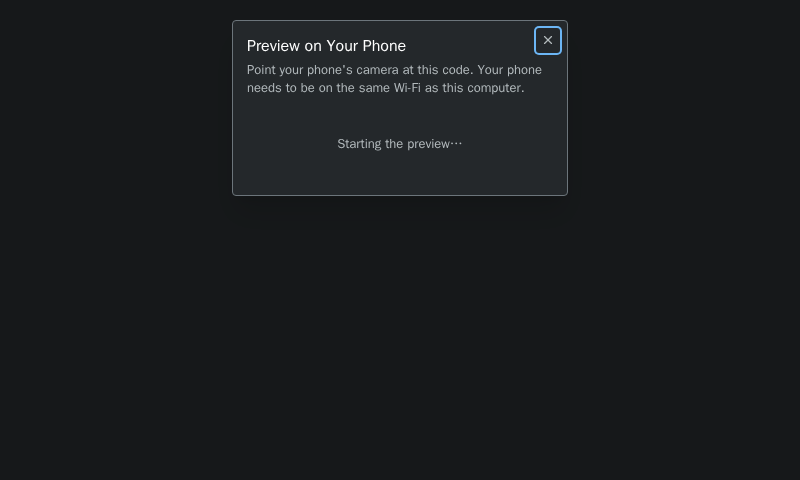 Preview on Your Phone
Point your phone's camera at this code. Your phone
needs to be on the same Wi-Fi as this computer.
Starting the preview…